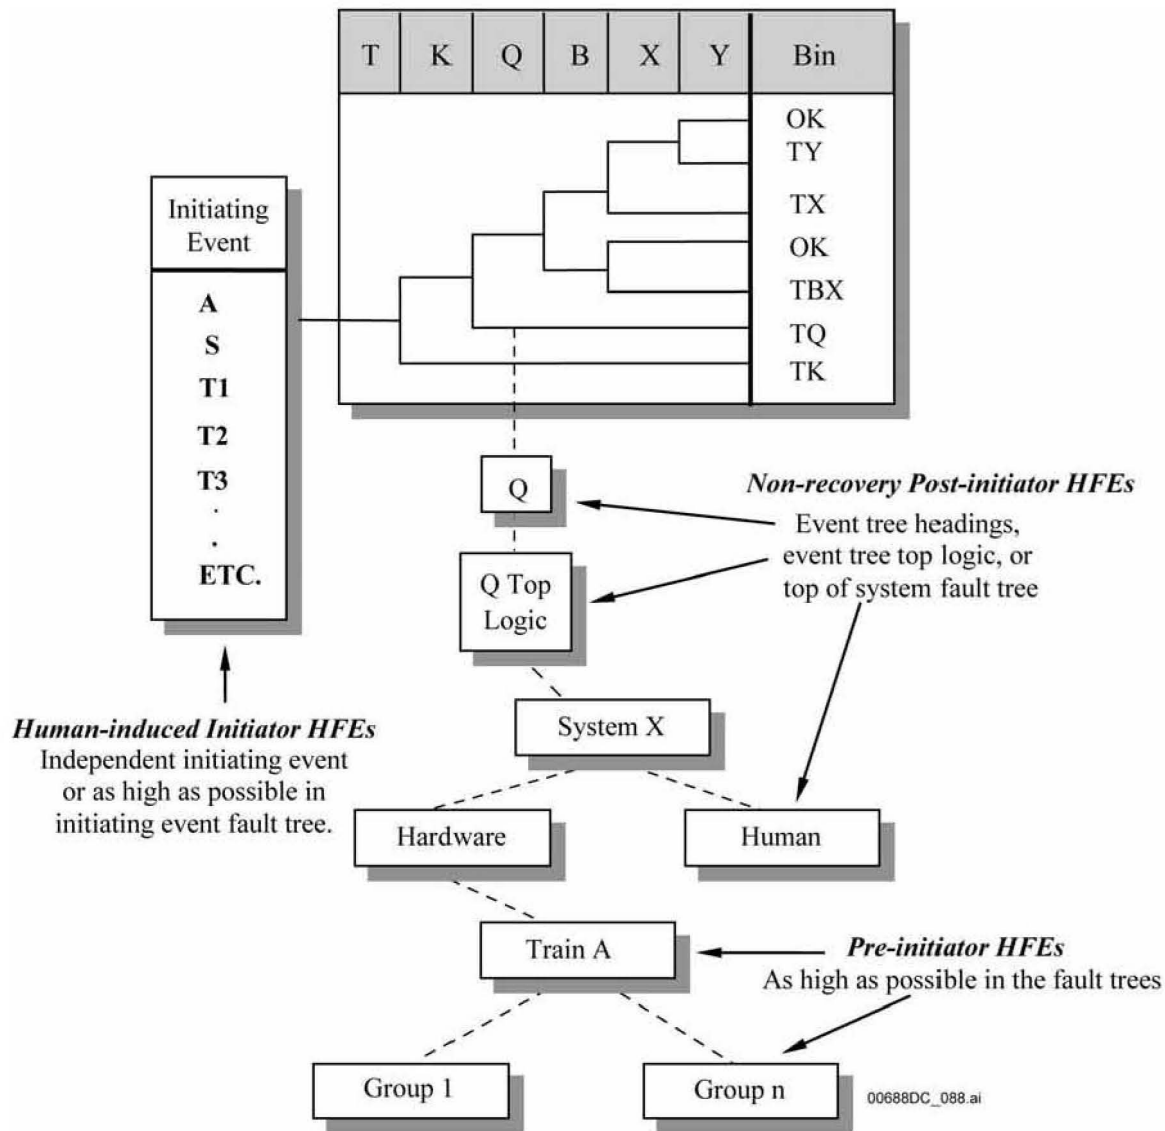 T K Q B X Y Bin
OK
TY
TX
OK
TBX
TQ
TK
Initiating
Event
A
S
T1
T2
T3
.
.
ETC.
Human-induced Initiator HFEs
Independent initiating event
or as high as possible in
initiating event fault tree.
Q
Q Top
Logic
Non-recovery Post-initiator HFEs
Event tree headings,
event tree top logic, or
top of system fault tree
System X
Hardware
Human
Train A
Pre-initiator HFEs
As high as possible in the fault trees
Group 1
Group n
00688DC_088.ai